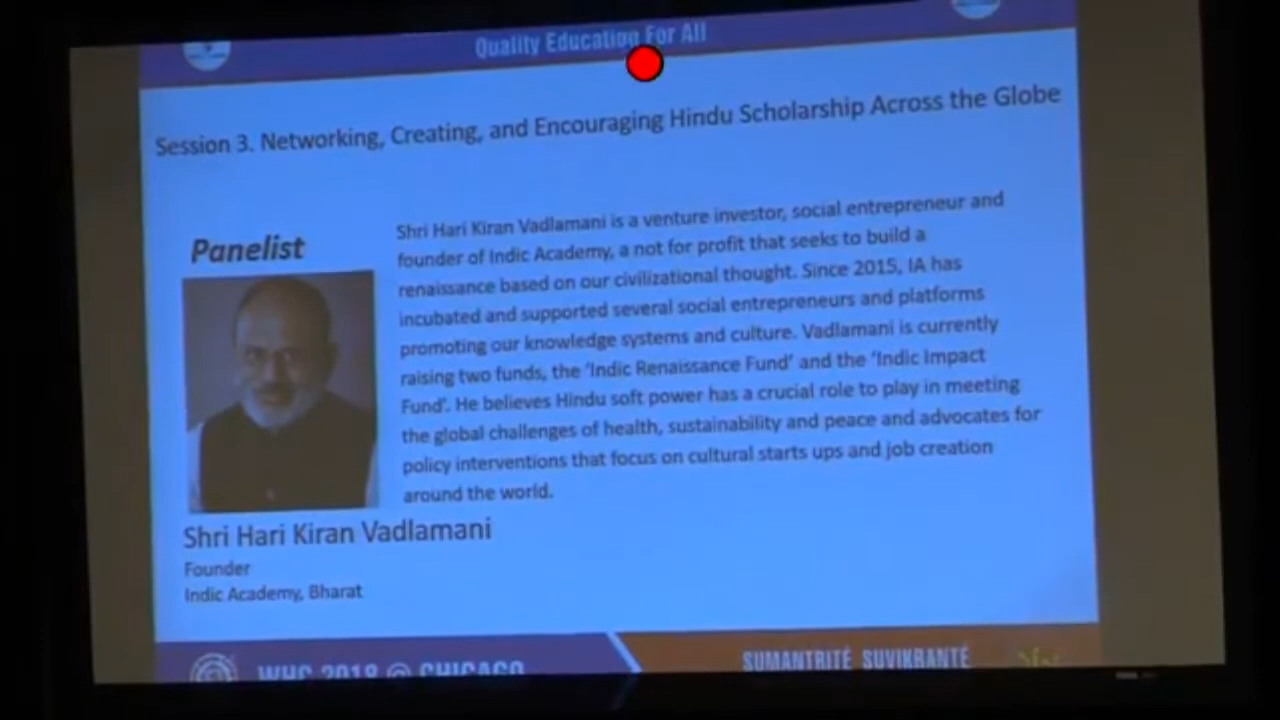 Quality Education For All
Session 3. Networking, Creating, and Encouraging Hindu Scholarship Across the Globe
Panelist
Shri Hari Kiran Vadlamani is a venture investor, social entrepreneur and
founder of Indic Academy, a not for profit that seeks to build a
renaissance based on our civilizational thought. Since 2015, IA has
incubated and supported several social entrepreneurs and platforms
promoting our knowledge systems and culture. Vadlamani is currently
raising two funds, the 'Indic Renaissance Fund' and the 'Indic Impact
Fund'. He believes Hindu soft power has a crucial role to play in meeting
the global challenges of health, sustainability and peace and advocates for
policy interventions that focus on cultural starts ups and job creation
around the world.
Shri Hari Kiran Vadlamani
Founder
Indic Academy, Bharat
WHC 2018 @ CHICAGO
SUMANTRITÉ SUVIKRANTÉ